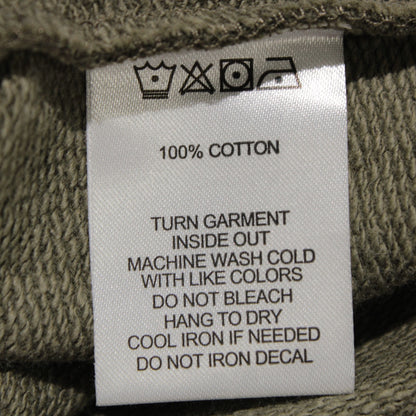 100% COTTON
TURN GARMENT
INSIDE OUT
MACHINE WASH COLD
WITH LIKE COLORS
DO NOT BLEACH
HANG TO DRY
COOL IRON IF NEEDED
DO NOT IRON DECAL